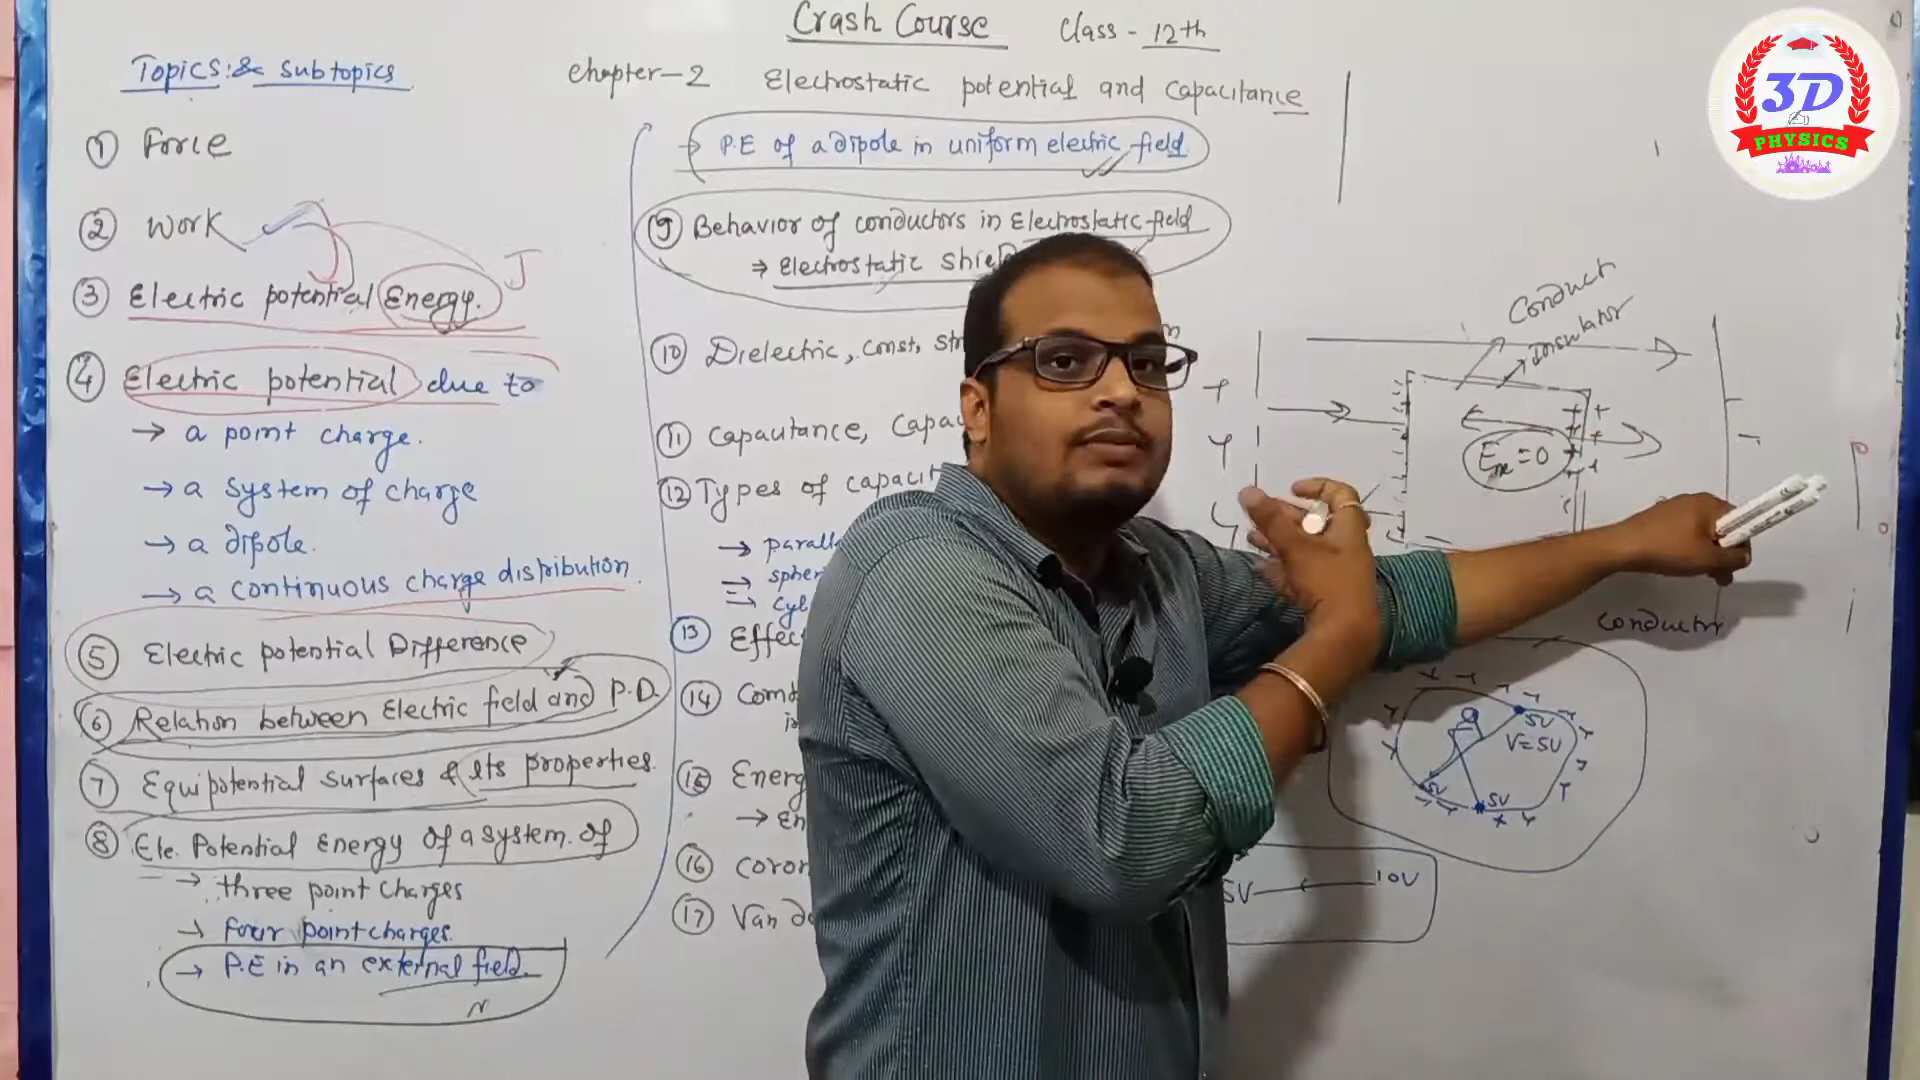 Crash Course Class - 12th
Topics:& subtopics
Chapter-2 Electrostatic potential and capacitance
① Force
② Work
③ Electric potential Energy.
J
④ Electric potential due to
→ a point charge.
→ a system of charge
→ a dipole.
→ a continuous charge distribution
⑤ Electric potential Difference
⑥ Relation between Electric field and P.D.
⑦ Equipotential surfaces & its properties.
⑧ Ele. Potential Energy of a system of
→ three point charges
→ four point charges.
→ P.E in an external field.
→ P.E of a dipole in uniform electric field
⑨ Behavior of conductors in Electrostatic field
⇒ Electrostatic
⑩ Dielectric, const,
⑪ Capacitance,
⑫ Types of
→
⑬
⑭
⑮
→
⑯
⑰ Van
Conduct
insulator
E = 0
conductor
5V
V=5V
5V
5V
5V 10V
3D
PHYSICS